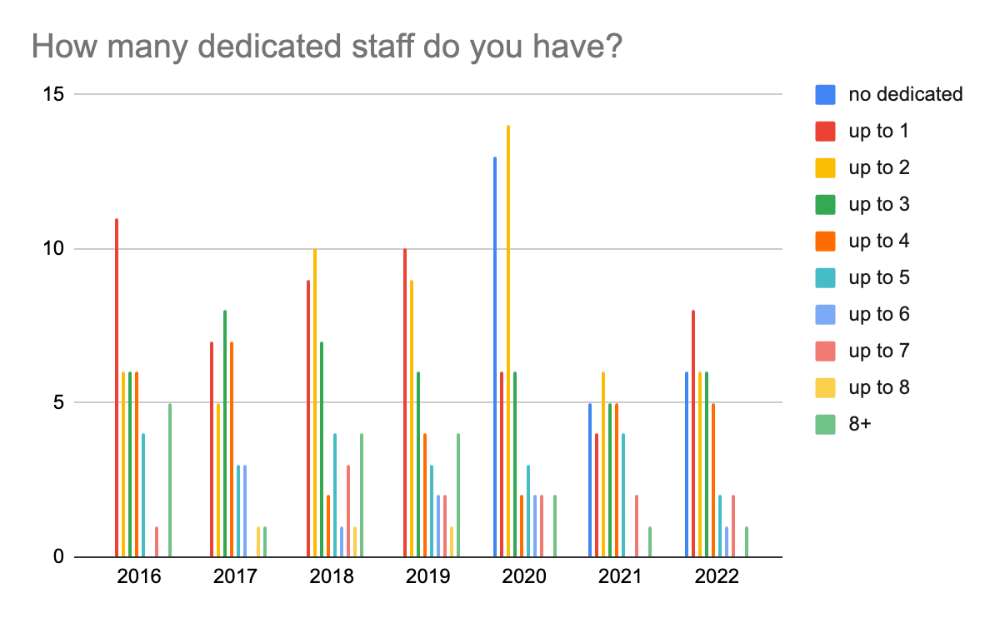 How many dedicated staff do you have?
15
10
5
0
2016 2017 2018 2019 2020 2021 2022
no dedicated
up to 1
up to 2
up to 3
up to 4
up to 5
up to 6
up to 7
up to 8
8+